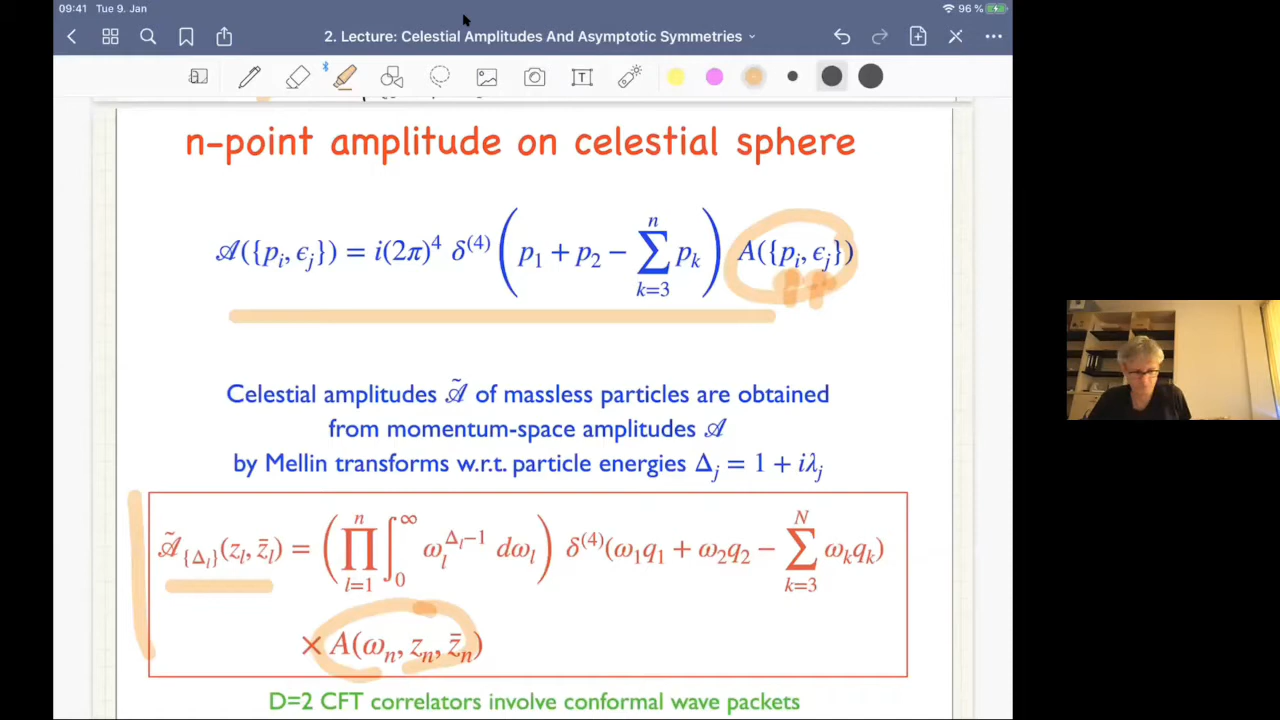 09:41 Tue 9. Jan
96 %
2. Lecture: Celestial Amplitudes And Asymptotic Symmetries
T
n-point amplitude on celestial sphere
𝒜({p_i, ϵ_j}) = i(2π)^4 δ^(4) ( p_1 + p_2 − ∑_{k=3}^{n} p_k ) A({p_i, ϵ_j})
Celestial amplitudes 𝒜̃ of massless particles are obtained
from momentum-space amplitudes 𝒜
by Mellin transforms w.r.t. particle energies Δ_j = 1 + iλ_j
𝒜̃_{{Δ_l}}(z_l, z̄_l) = ( ∏_{l=1}^{n} ∫_0^∞ ω_l^{Δ_l−1} dω_l ) δ^(4)(ω_1q_1 + ω_2q_2 − ∑_{k=3}^{N} ω_kq_k)
× A(ω_n, z_n, z̄_n)
D=2 CFT correlators involve conformal wave packets